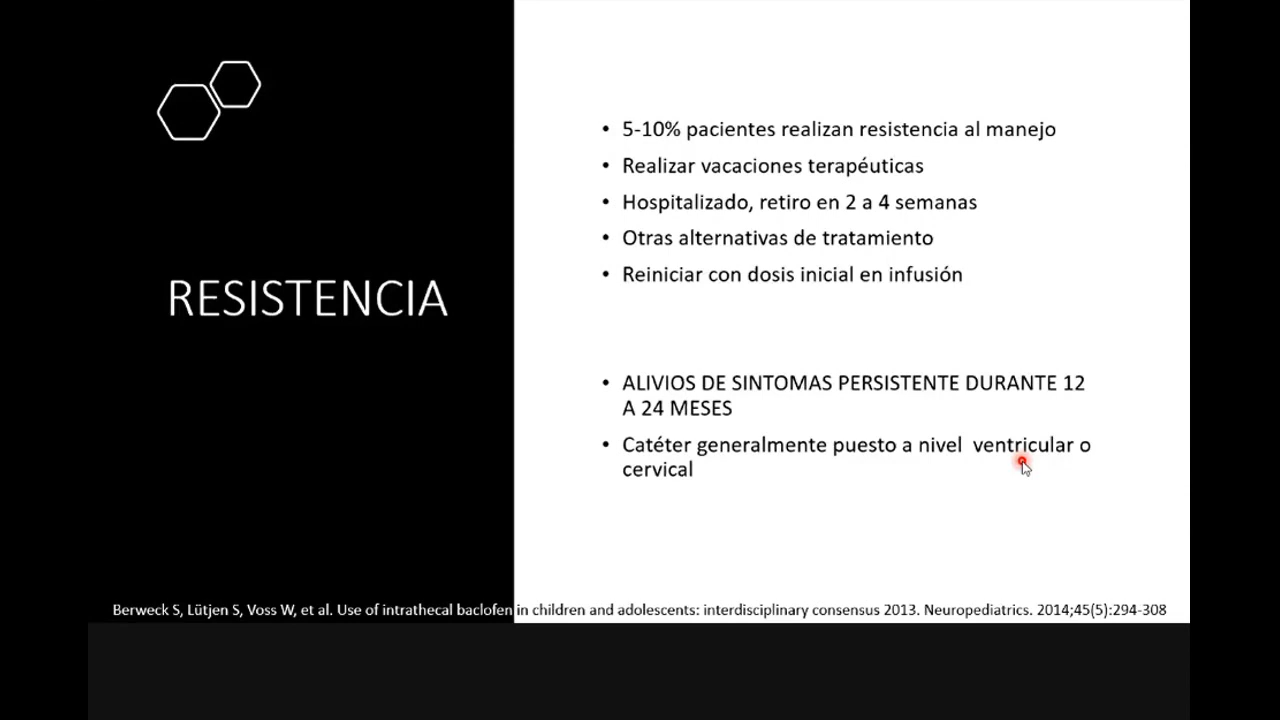 RESISTENCIA
• 5-10% pacientes realizan resistencia al manejo
• Realizar vacaciones terapéuticas
• Hospitalizado, retiro en 2 a 4 semanas
• Otras alternativas de tratamiento
• Reiniciar con dosis inicial en infusión
• ALIVIOS DE SINTOMAS PERSISTENTE DURANTE 12
A 24 MESES
• Catéter generalmente puesto a nivel ventricular o
cervical
Berweck S, Lütjen S, Voss W, et al. Use of intrathecal baclofen in children and adolescents: interdisciplinary consensus 2013. Neuropediatrics. 2014;45(5):294-308